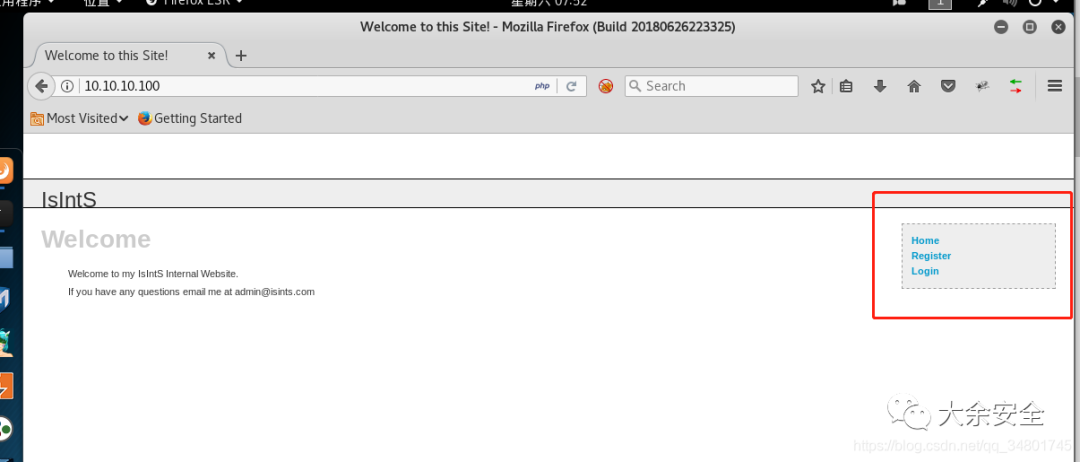 位置
Firefox ESR
星期六 07:52
1
Welcome to this Site! - Mozilla Firefox (Build 20180626223325)
Welcome to this Site!
10.10.10.100
php
Search
Most Visited
Getting Started
IsIntS
Welcome
Welcome to my IsIntS Internal Website.
If you have any questions email me at admin@isints.com
Home
Register
Login
大余安全
https://blog.csdn.net/qq_34801745